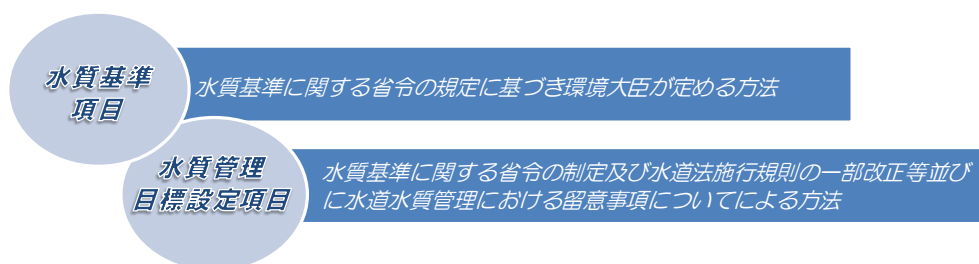 水質基準
項目
水質基準に関する省令の規定に基づき環境大臣が定める方法
水質管理
目標設定項目
水質基準に関する省令の制定及び水道法施行規則の一部改正等並び
に水道水質管理における留意事項についてによる方法